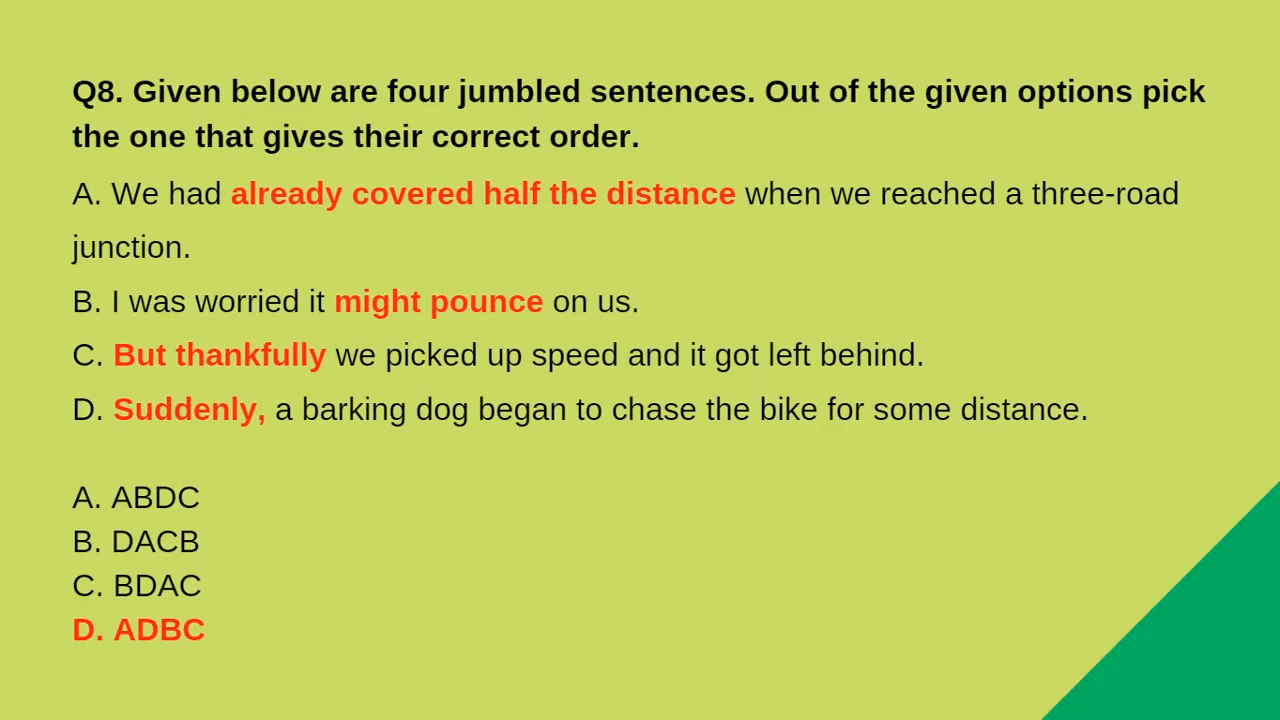 Q8. Given below are four jumbled sentences. Out of the given options pick
the one that gives their correct order.
A. We had already covered half the distance when we reached a three-road
junction.
B. I was worried it might pounce on us.
C. But thankfully we picked up speed and it got left behind.
D. Suddenly, a barking dog began to chase the bike for some distance.
A. ABDC
B. DACB
C. BDAC
D. ADBC